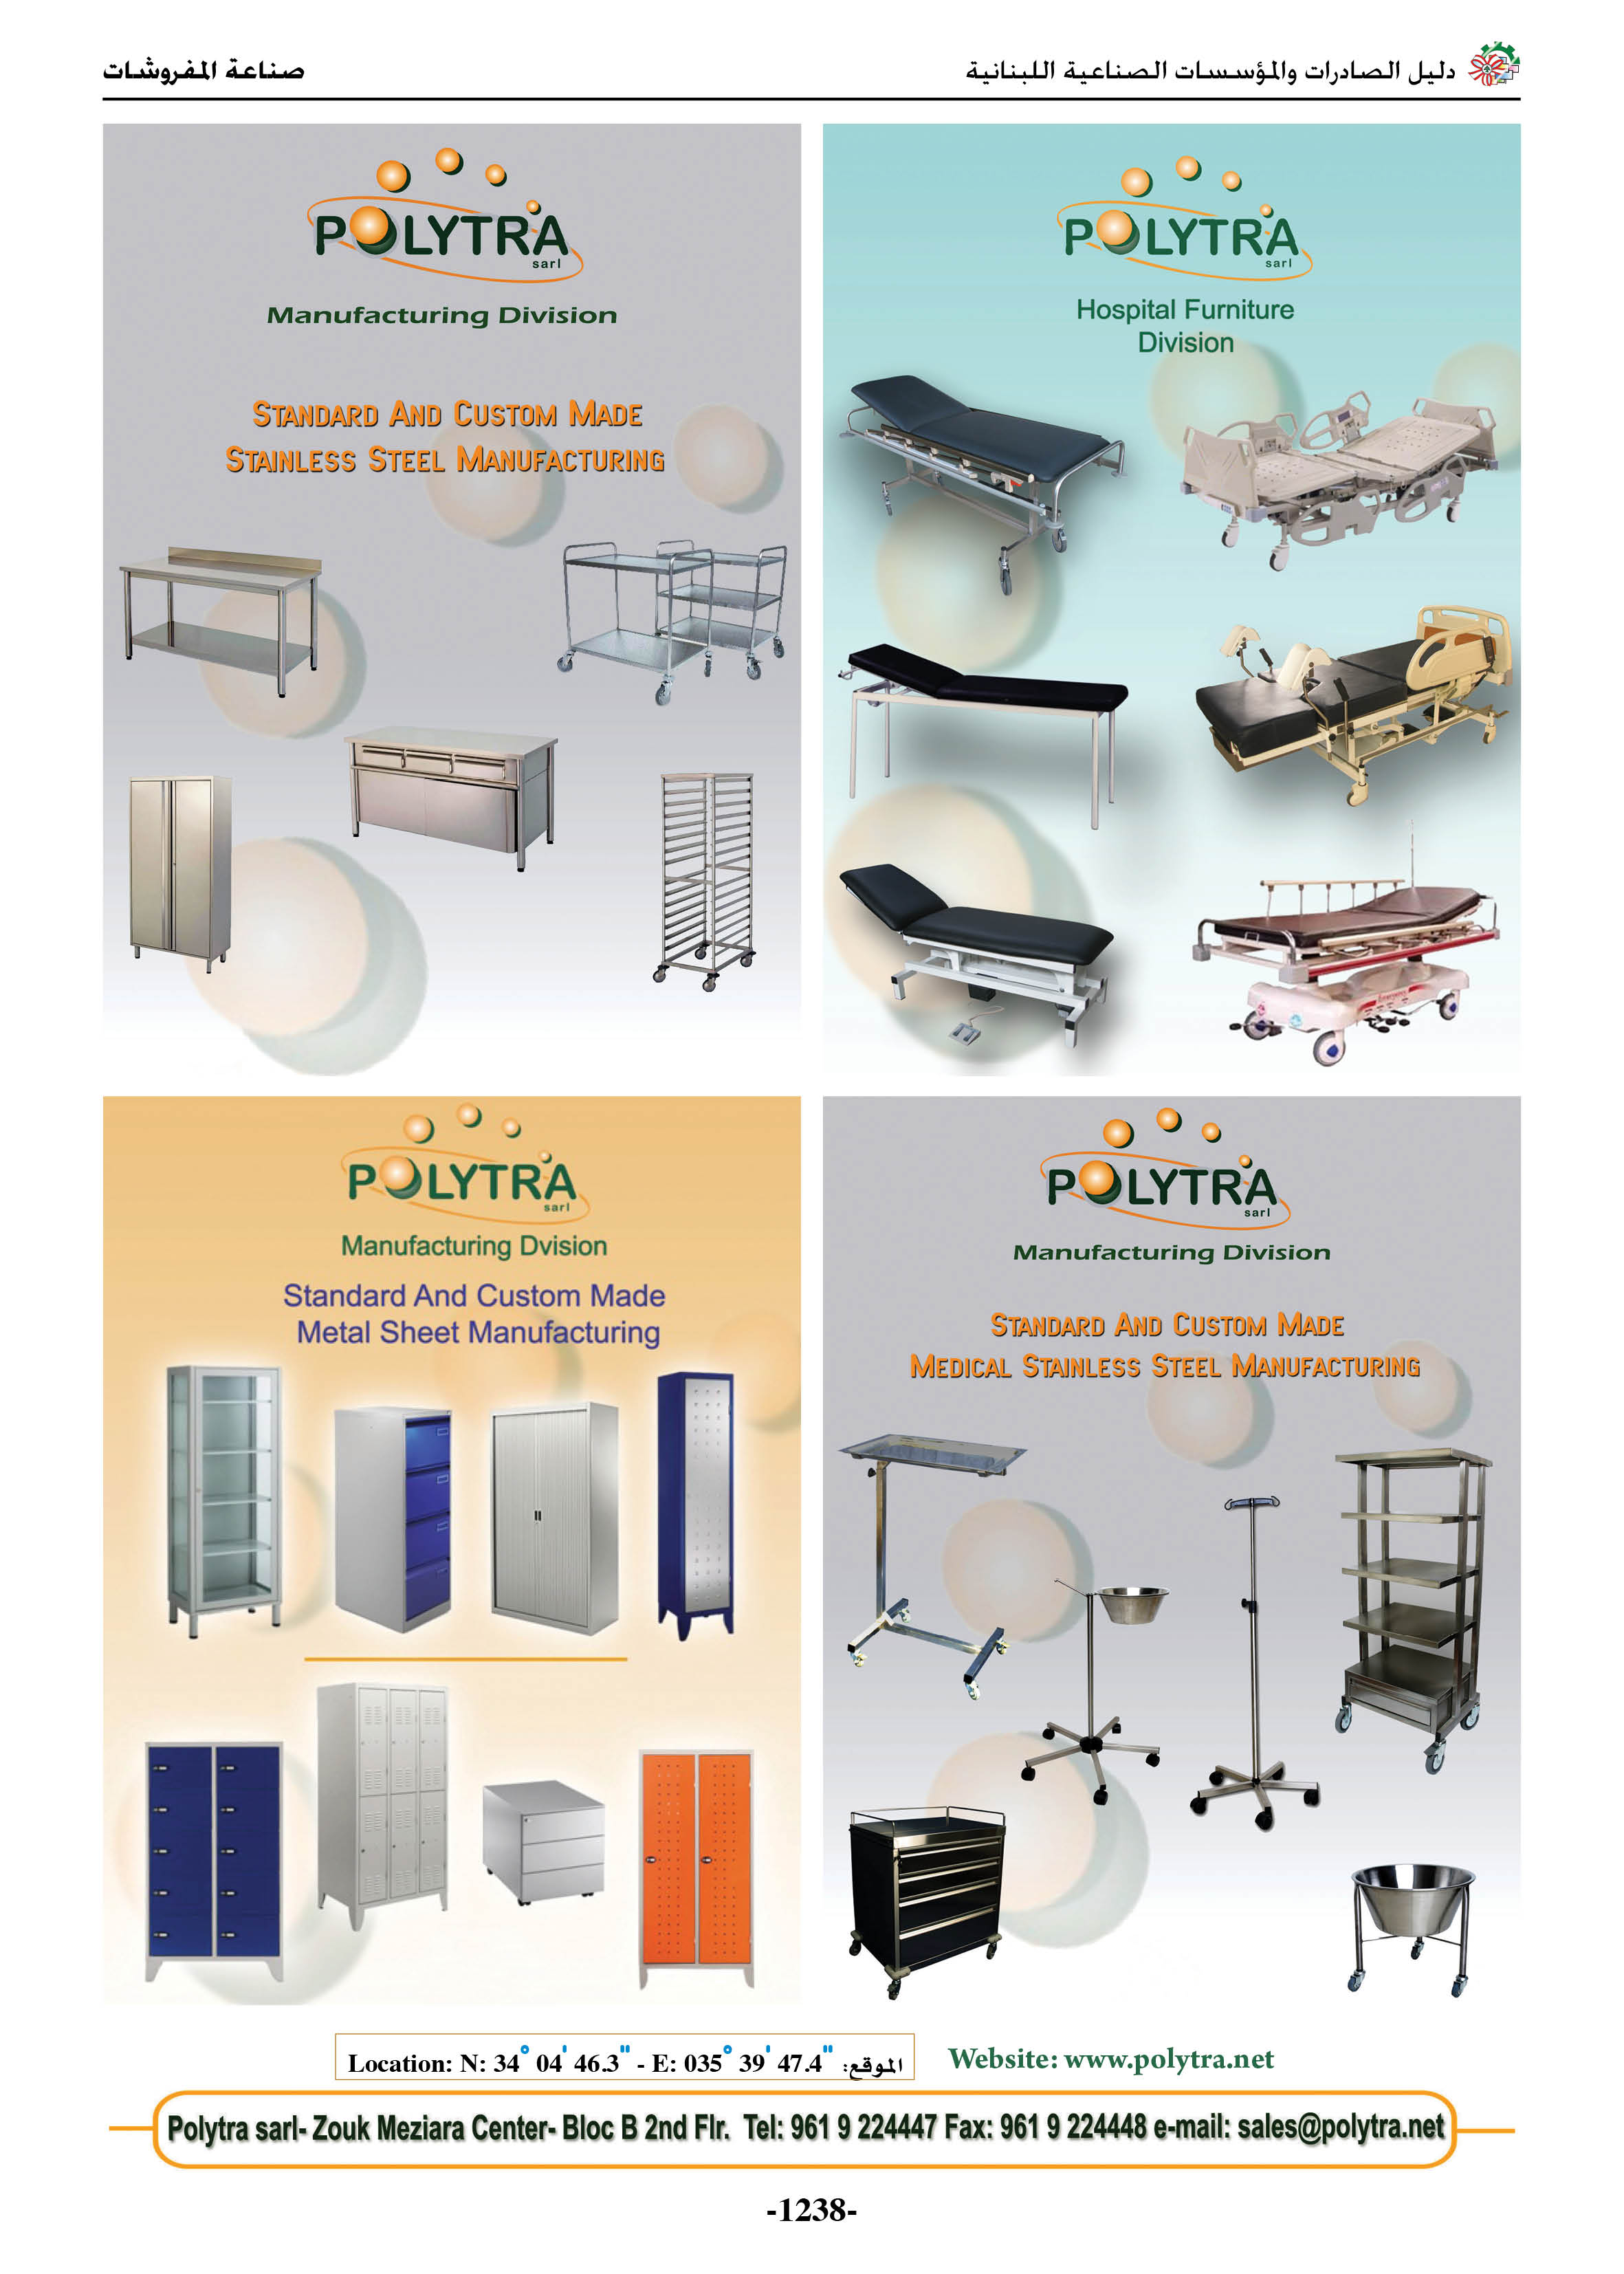 دليل الصادرات والمؤسسات الصناعية اللبنانية
صناعة المفروشات
POLYTRA
sarl
Manufacturing Division
STANDARD AND CUSTOM MADE
STAINLESS STEEL MANUFACTURING
POLYTRA
sarl
Hospital Furniture
Division
POLYTRA
sarl
Manufacturing Dvision
Standard And Custom Made
Metal Sheet Manufacturing
POLYTRA
sarl
Manufacturing Division
STANDARD AND CUSTOM MADE
MEDICAL STAINLESS STEEL MANUFACTURING
Location: N: 34° 04' 46.3" - E: 035° 39' 47.4" الموقع:
Website: www.polytra.net
Polytra sarl- Zouk Meziara Center- Bloc B 2nd Flr. Tel: 961 9 224447 Fax: 961 9 224448 e-mail: sales@polytra.net
-1238-